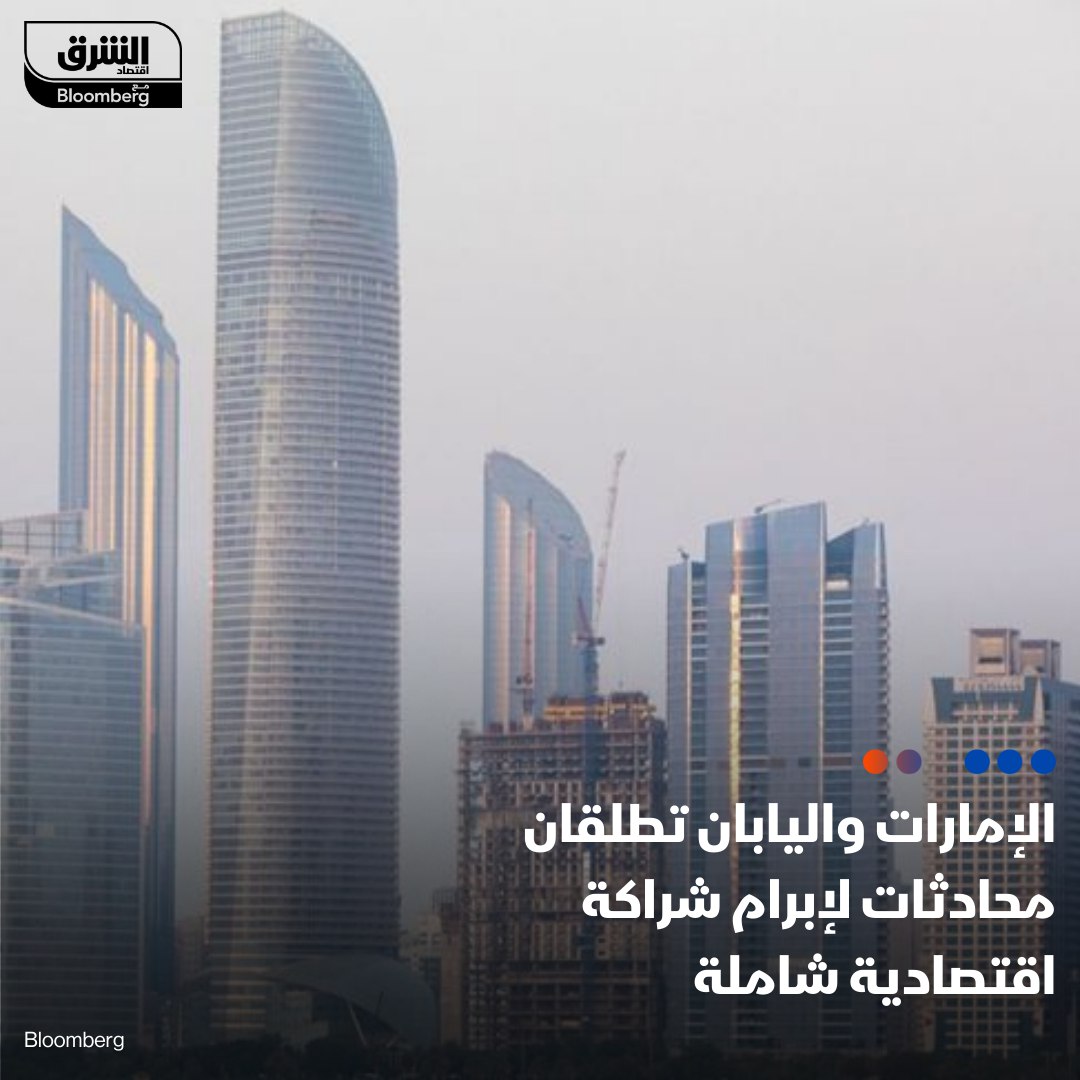 الشرق
اقتصاد
مع
Bloomberg
الإمارات واليابان تطلقان
محادثات لإبرام شراكة
اقتصادية شاملة
Bloomberg